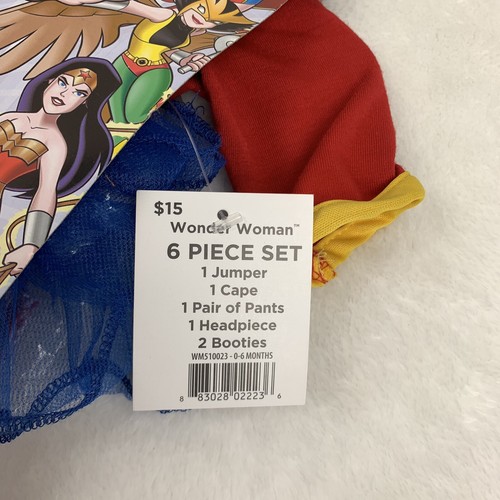 $15
Wonder Woman™
6 PIECE SET
1 Jumper
1 Cape
1 Pair of Pants
1 Headpiece
2 Booties
WM510023 - 0-6 MONTHS
8 83028 02223 6